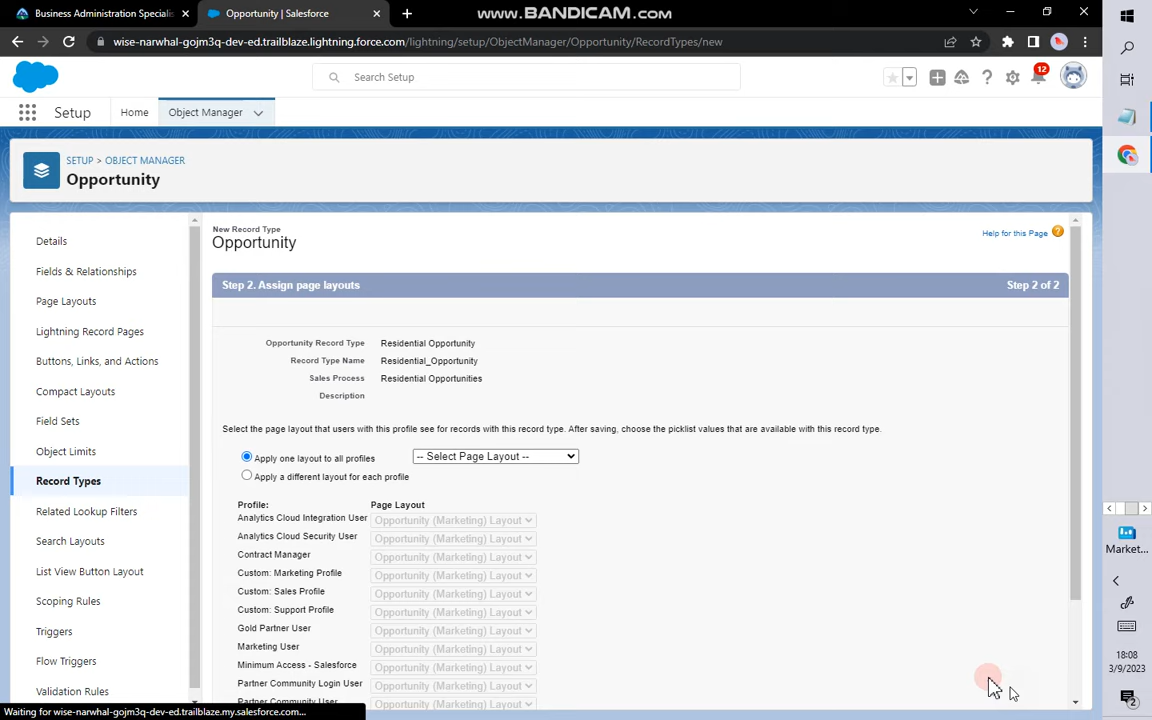 Business Administration Specialis
Opportunity | Salesforce
www.BANDICAM.com
wise-narwhal-gojm3q-dev-ed.trailblaze.lightning.force.com/lightning/setup/ObjectManager/Opportunity/RecordTypes/new
Search Setup
12
Setup
Home
Object Manager
SETUP > OBJECT MANAGER
Opportunity
Details
Fields & Relationships
Page Layouts
Lightning Record Pages
Buttons, Links, and Actions
Compact Layouts
Field Sets
Object Limits
Record Types
Related Lookup Filters
Search Layouts
List View Button Layout
Scoping Rules
Triggers
Flow Triggers
Validation Rules
New Record Type
Opportunity
Help for this Page
Step 2. Assign page layouts
Step 2 of 2
Opportunity Record Type Residential Opportunity
Record Type Name Residential_Opportunity
Sales Process Residential Opportunities
Description
Select the page layout that users with this profile see for records with this record type. After saving, choose the picklist values that are available with this record type.
Apply one layout to all profiles -- Select Page Layout --
Apply a different layout for each profile
Profile: Page Layout
Analytics Cloud Integration User Opportunity (Marketing) Layout
Analytics Cloud Security User Opportunity (Marketing) Layout
Contract Manager Opportunity (Marketing) Layout
Custom: Marketing Profile Opportunity (Marketing) Layout
Custom: Sales Profile Opportunity (Marketing) Layout
Custom: Support Profile Opportunity (Marketing) Layout
Gold Partner User Opportunity (Marketing) Layout
Marketing User Opportunity (Marketing) Layout
Minimum Access - Salesforce Opportunity (Marketing) Layout
Partner Community Login User Opportunity (Marketing) Layout
Partner Community User Opportunity (Marketing) Layout
Waiting for wise-narwhal-gojm3q-dev-ed.trailblaze.my.salesforce.com...
Market...
18:08
3/9/2023
2